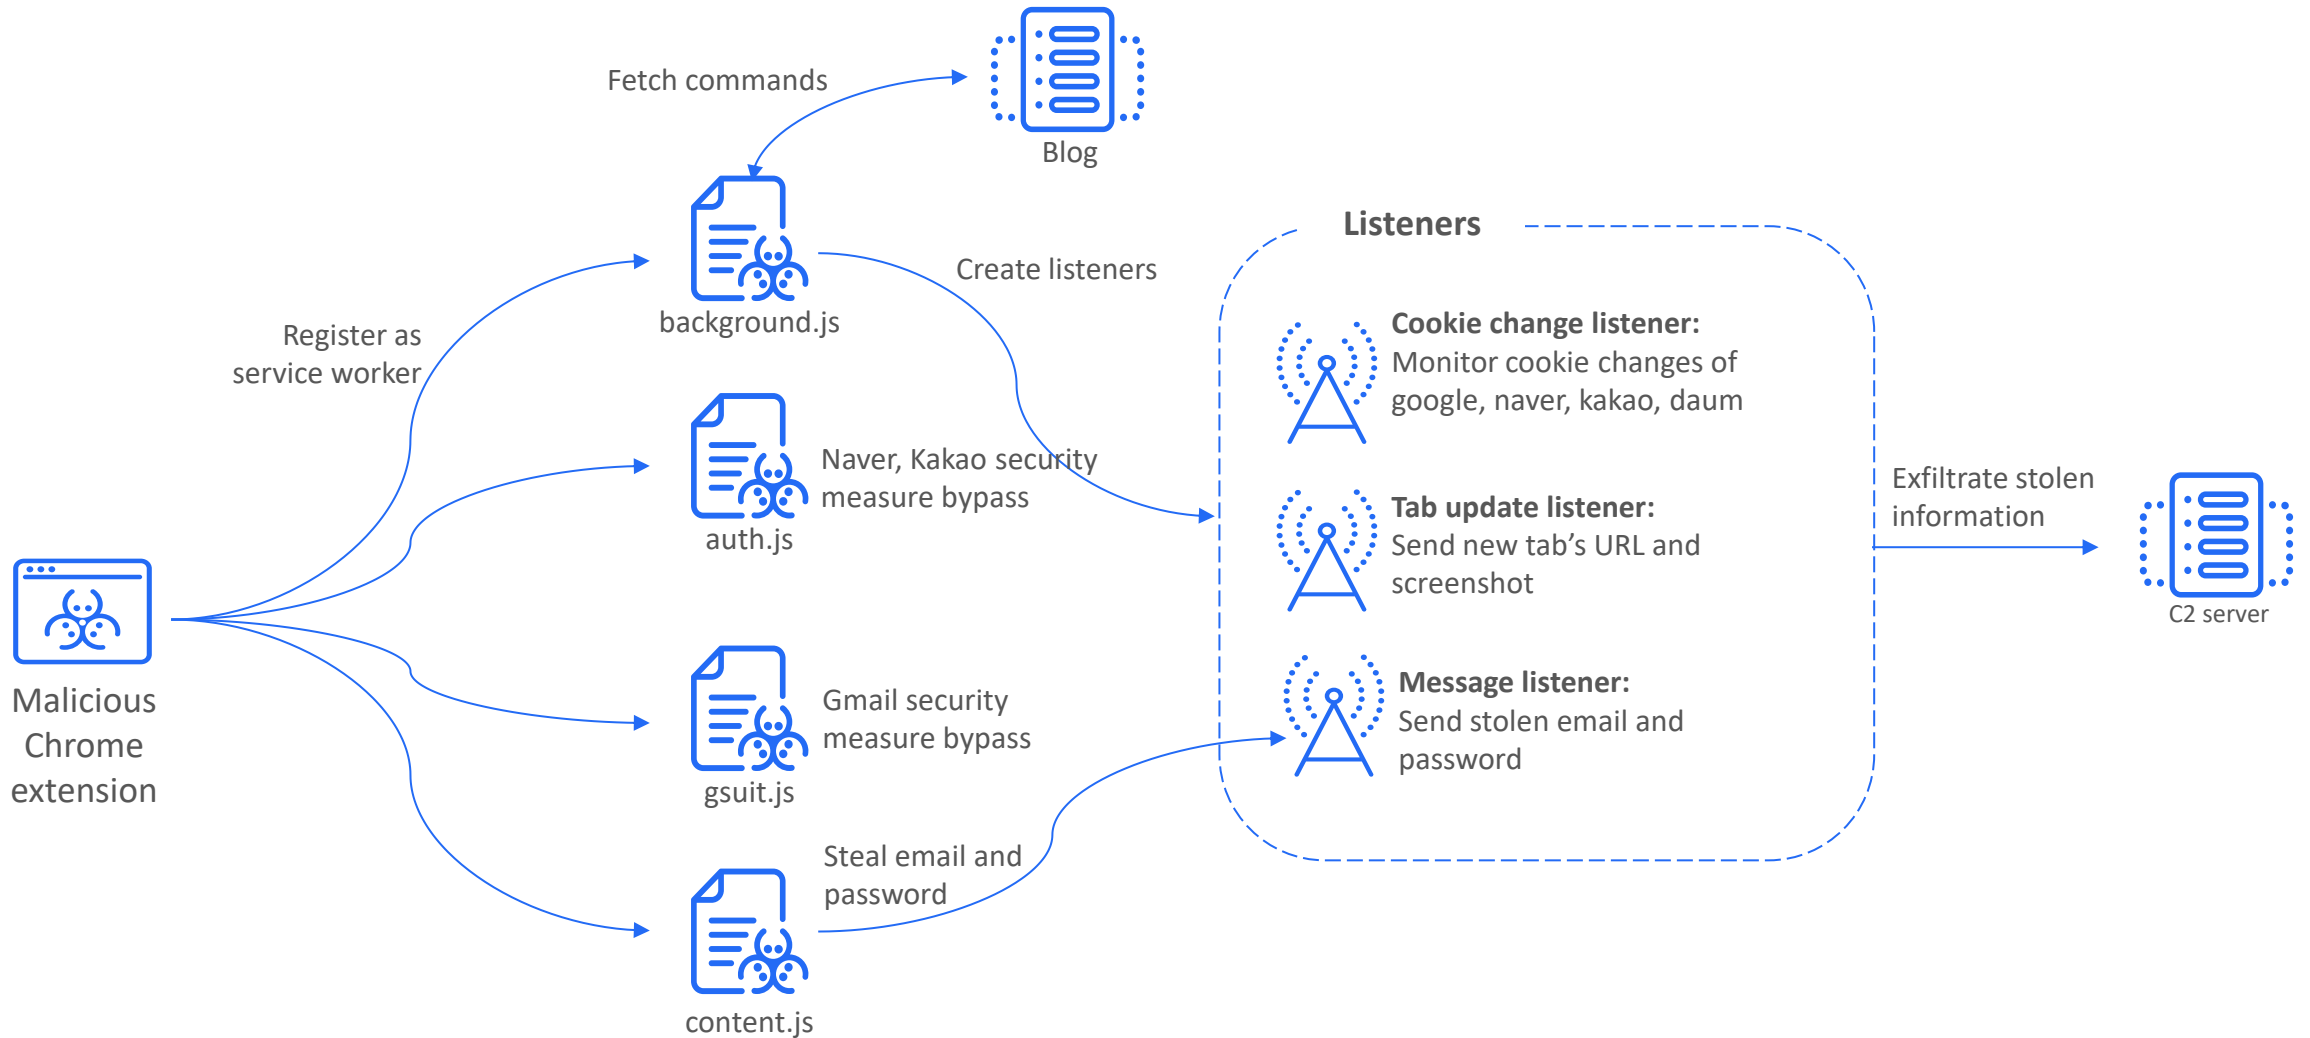 Fetch commands
Blog
Register as
service worker
background.js
Create listeners
Naver, Kakao security
measure bypass
auth.js
Malicious
Chrome
extension
Gmail security
measure bypass
gsuit.js
Steal email and
password
content.js
Listeners
Cookie change listener:
Monitor cookie changes of
google, naver, kakao, daum
Tab update listener:
Send new tab’s URL and
screenshot
Message listener:
Send stolen email and
password
Exfiltrate stolen
information
C2 server